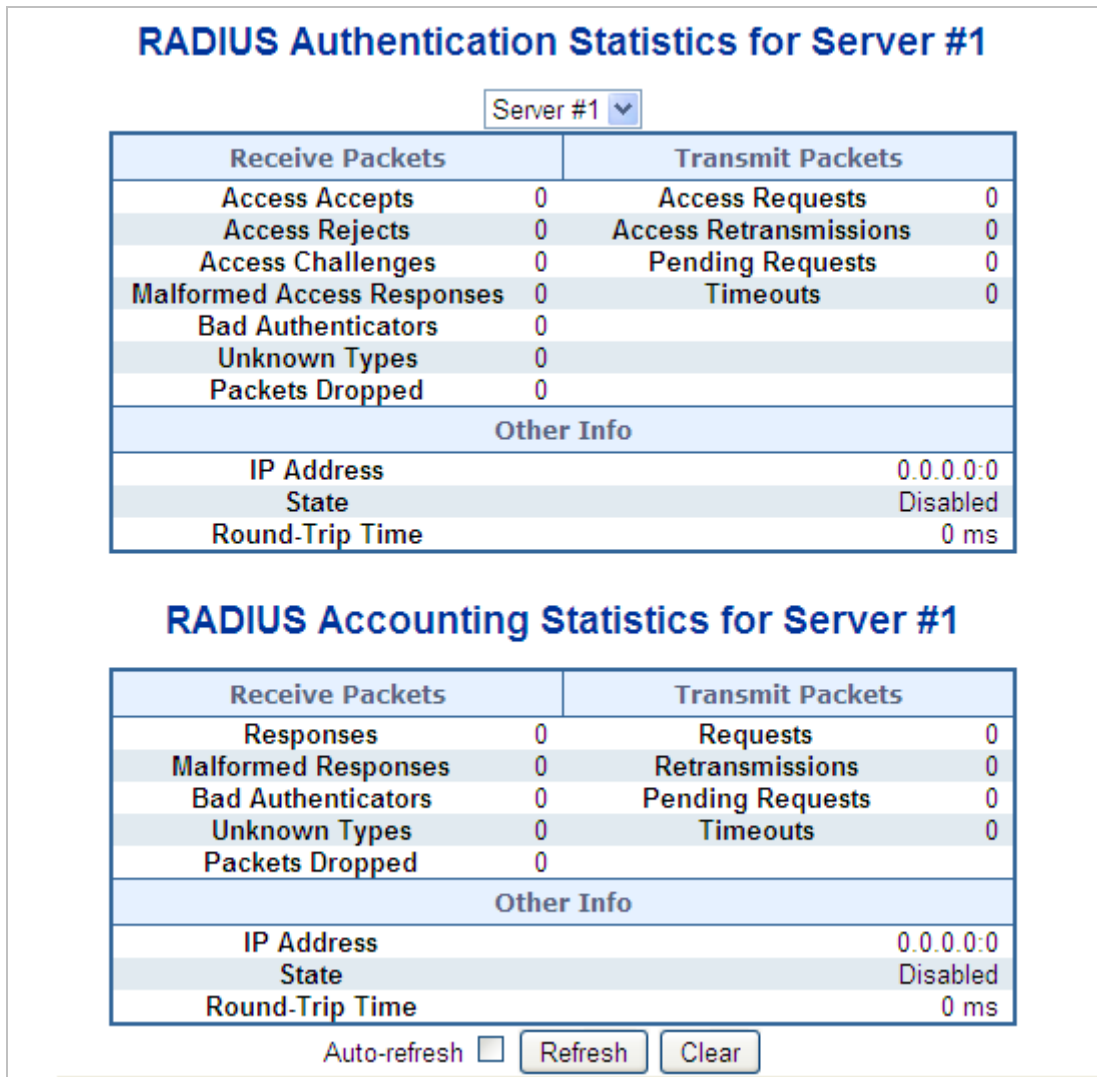 RADIUS Authentication Statistics for Server #1
Server #1
Receive Packets Transmit Packets
Access Accepts 0 Access Requests 0
Access Rejects 0 Access Retransmissions 0
Access Challenges 0 Pending Requests 0
Malformed Access Responses 0 Timeouts 0
Bad Authenticators 0
Unknown Types 0
Packets Dropped 0
Other Info
IP Address 0.0.0.0:0
State Disabled
Round-Trip Time 0 ms
RADIUS Accounting Statistics for Server #1
Receive Packets Transmit Packets
Responses 0 Requests 0
Malformed Responses 0 Retransmissions 0
Bad Authenticators 0 Pending Requests 0
Unknown Types 0 Timeouts 0
Packets Dropped 0
Other Info
IP Address 0.0.0.0:0
State Disabled
Round-Trip Time 0 ms
Auto-refresh Refresh Clear